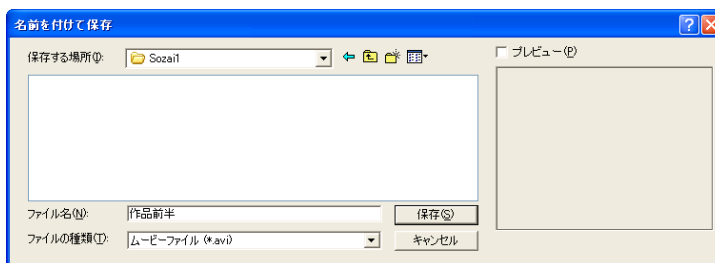 名前を付けて保存
保存する場所(I):
Sozai1
プレビュー(P)
ファイル名(N):
作品前半
保存(S)
ファイルの種類(T):
ムービーファイル (*.avi)
キャンセル